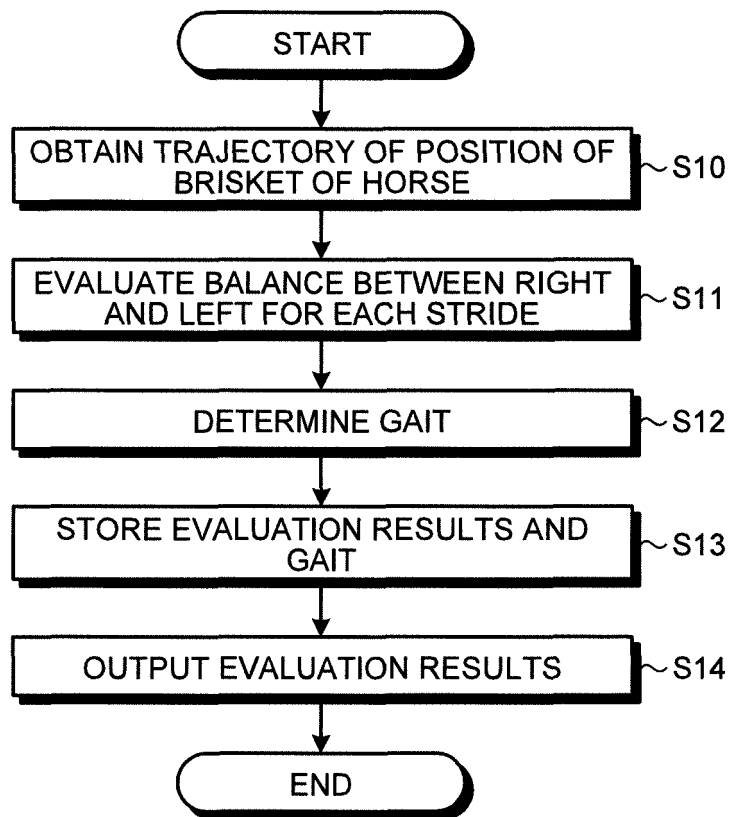 START
OBTAIN TRAJECTORY OF POSITION OF
BRISKET OF HORSE
~S10
EVALUATE BALANCE BETWEEN RIGHT
AND LEFT FOR EACH STRIDE
~S11
DETERMINE GAIT
~S12
STORE EVALUATION RESULTS AND
GAIT
~S13
OUTPUT EVALUATION RESULTS
~S14
END